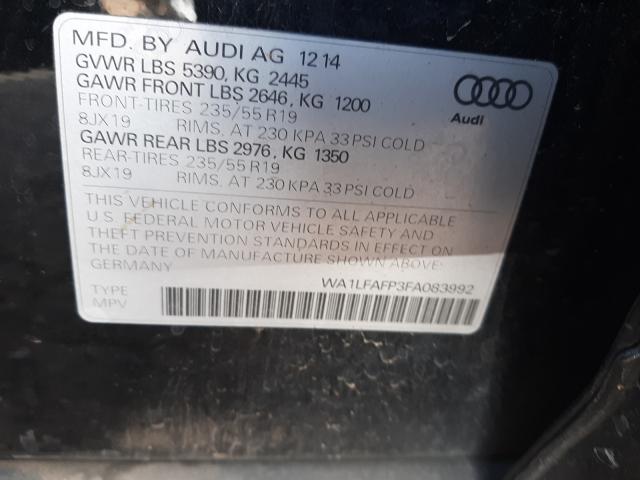 MFD. BY AUDI AG 12 14
GVWR LBS 5390, KG 2445
GAWR FRONT LBS 2646, KG 1200
FRONT-TIRES 235/55 R19
8JX19 RIMS, AT 230 KPA 33 PSI COLD
GAWR REAR LBS 2976, KG 1350
REAR-TIRES 235/55 R19
8JX19 RIMS, AT 230 KPA 33 PSI COLD
THIS VEHICLE CONFORMS TO ALL APPLICABLE
U.S. FEDERAL MOTOR VEHICLE SAFETY AND
THEFT PREVENTION STANDARDS IN EFFECT ON
THE DATE OF MANUFACTURE SHOWN ABOVE.
GERMANY
WA1LFAFP3FA083992
TYPE
MPV
Audi